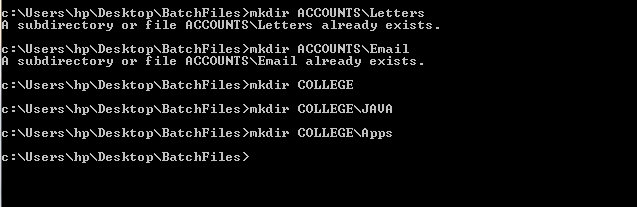 c:\Users\hp\Desktop\BatchFiles>mkdir ACCOUNTS\Letters
A subdirectory or file ACCOUNTS\Letters already exists.
c:\Users\hp\Desktop\BatchFiles>mkdir ACCOUNTS\Email
A subdirectory or file ACCOUNTS\Email already exists.
c:\Users\hp\Desktop\BatchFiles>mkdir COLLEGE
c:\Users\hp\Desktop\BatchFiles>mkdir COLLEGE\JAVA
c:\Users\hp\Desktop\BatchFiles>mkdir COLLEGE\Apps
c:\Users\hp\Desktop\BatchFiles>